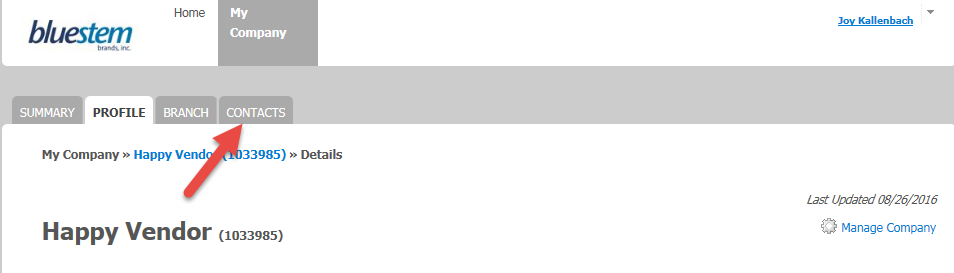 bluestem
brands, inc.
Home
My
Company
Joy Kallenbach
SUMMARY
PROFILE
BRANCH
CONTACTS
My Company » Happy Vendor (1033985) » Details
Last Updated 08/26/2016
Happy Vendor (1033985)
Manage Company